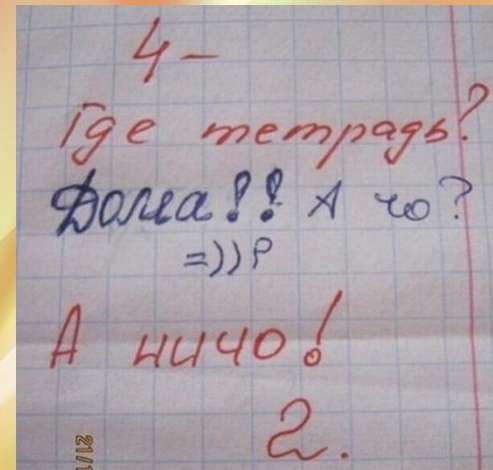 4-
Где тетрадь?
Дома!! А чо?
=))P
А ничо!
2.